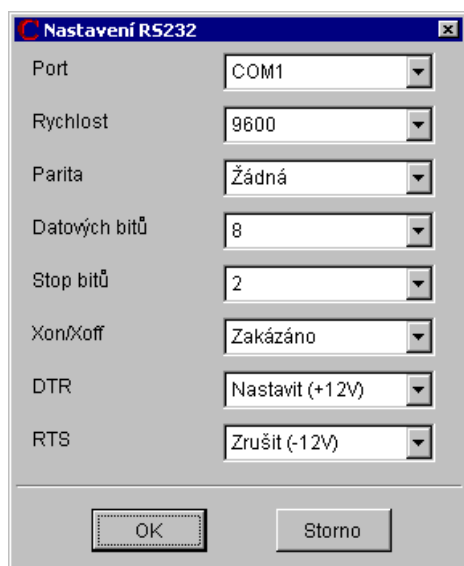 Nastavení RS232
Port COM1
Rychlost 9600
Parita Žádná
Datových bitů 8
Stop bitů 2
Xon/Xoff Zakázáno
DTR Nastavit (+12V)
RTS Zrušit (-12V)
OK Storno